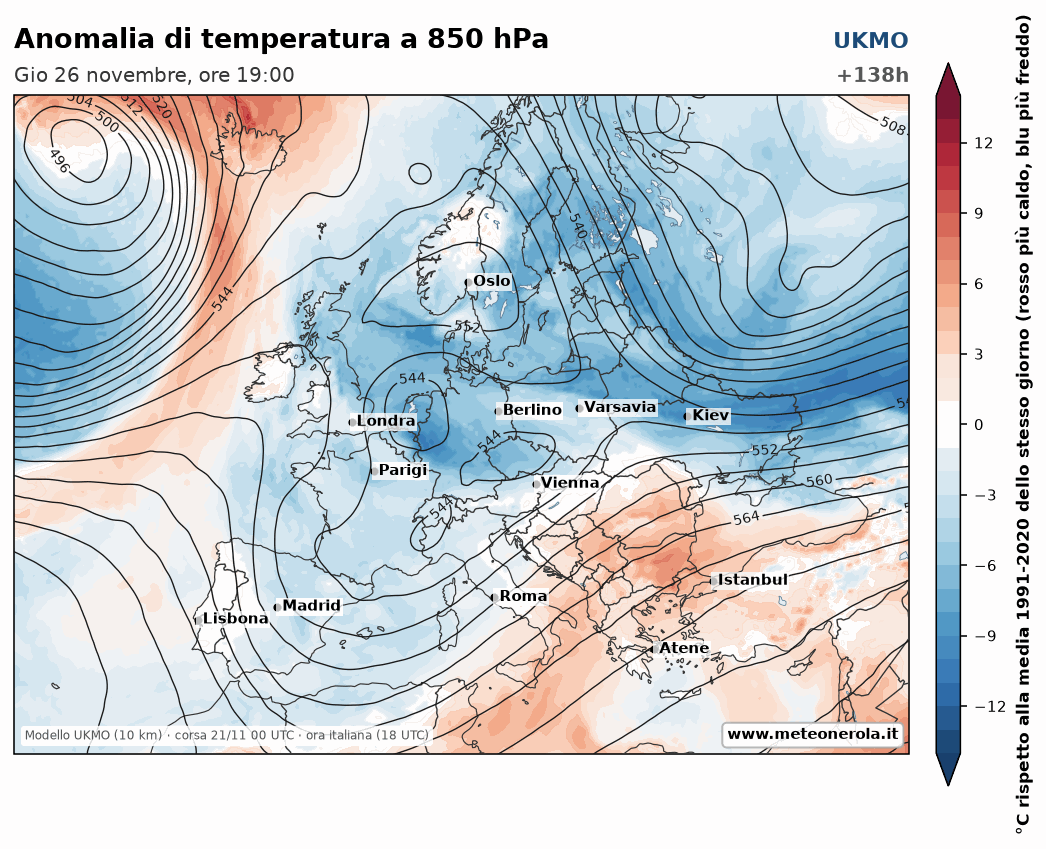 Anomalia di temperatura a 850 hPa
UKMO
Gio 26 novembre, ore 19:00
+138h
504
512
520
500
496
508
540
544
Oslo
552
544
Londra
Berlino
Varsavia
Kiev
544
552
Parigi
Vienna
560
544
564
Istanbul
Roma
Madrid
Lisbona
Atene
Modello UKMO (10 km) · corsa 21/11 00 UTC · ora italiana (18 UTC)
www.meteonerola.it
12
9
6
3
0
−3
−6
−9
−12
°C rispetto alla media 1991-2020 dello stesso giorno (rosso più caldo, blu più freddo)